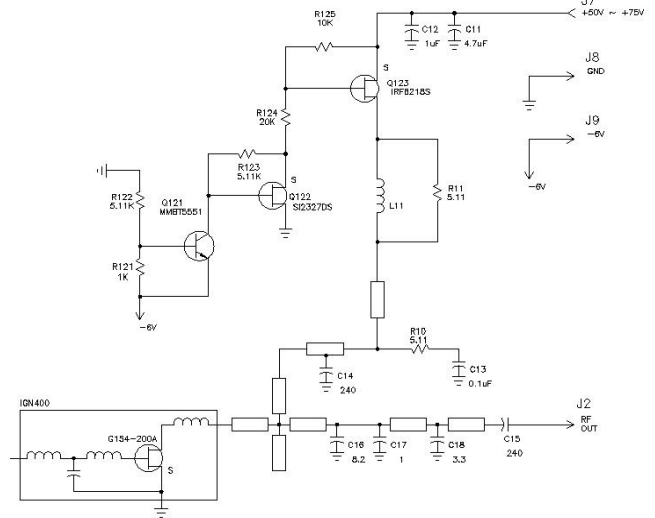 J7
+50V ~ +75V
R125
10K
C12
1uF
C11
4.7uF
S
Q123
IRF6218S
J8
GND
R124
20K
J9
-6V
-6V
R123
5.11K
S
Q122
SI2327DS
R122
5.11K
Q121
MMBT5551
R11
5.11
L11
R121
1K
-6V
R10
5.11
C13
0.1uF
C14
240
IGN400
J2
RF
OUT
G154-200A
S
C16
8.2
C17
1
C18
3.3
C15
240